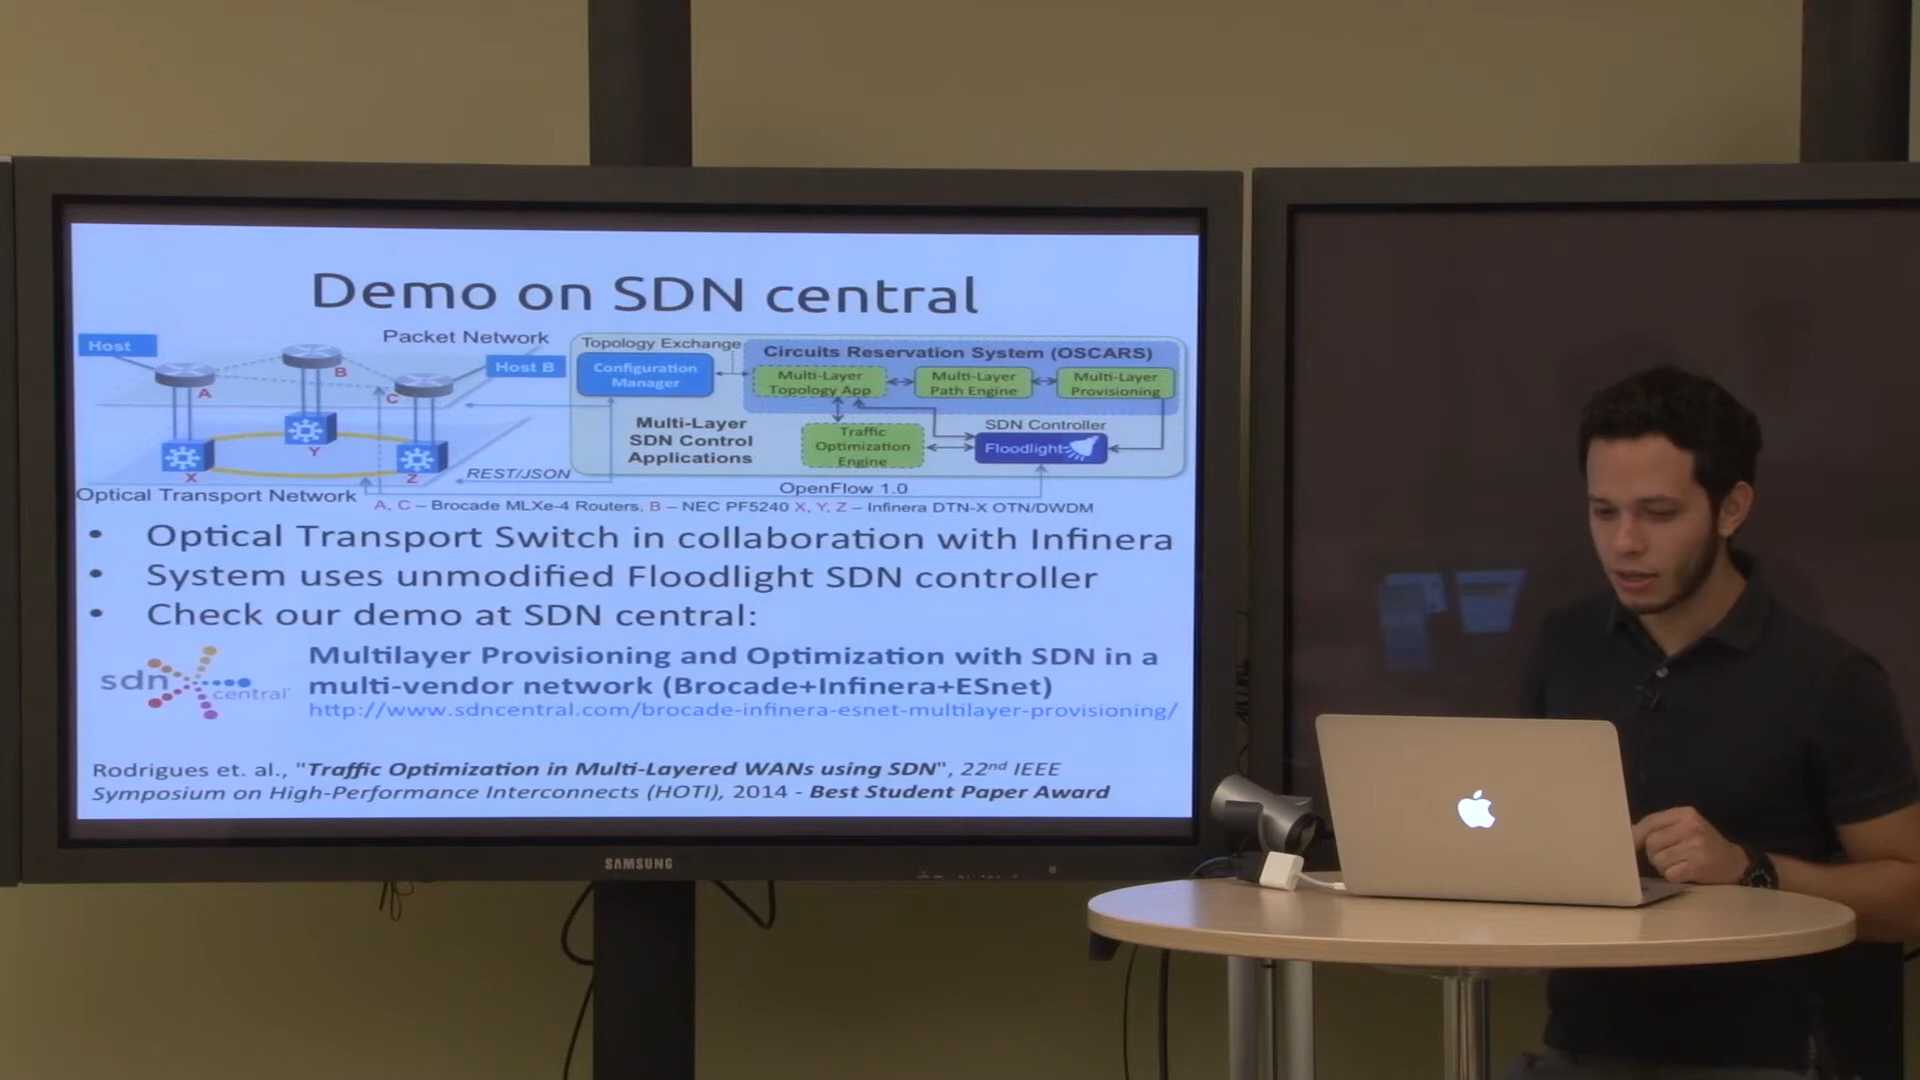 Demo on SDN central
Host
Packet Network
Host B
A
B
C
X
Y
Z
Optical Transport Network
REST/JSON
Topology Exchange
Configuration
Manager
Circuits Reservation System (OSCARS)
Multi-Layer
Topology App
Multi-Layer
Path Engine
Multi-Layer
Provisioning
Multi-Layer
SDN Control
Applications
Traffic
Optimization
Engine
SDN Controller
Floodlight
OpenFlow 1.0
A, C – Brocade MLXe-4 Routers. B – NEC PF5240 X, Y, Z – Infinera DTN-X OTN/DWDM
• Optical Transport Switch in collaboration with Infinera
• System uses unmodified Floodlight SDN controller
• Check our demo at SDN central:
sdn central
Multilayer Provisioning and Optimization with SDN in a
multi-vendor network (Brocade+Infinera+ESnet)
http://www.sdncentral.com/brocade-infinera-esnet-multilayer-provisioning/
Rodrigues et. al., "Traffic Optimization in Multi-Layered WANs using SDN", 22nd IEEE
Symposium on High-Performance Interconnects (HOTI), 2014 - Best Student Paper Award
SAMSUNG